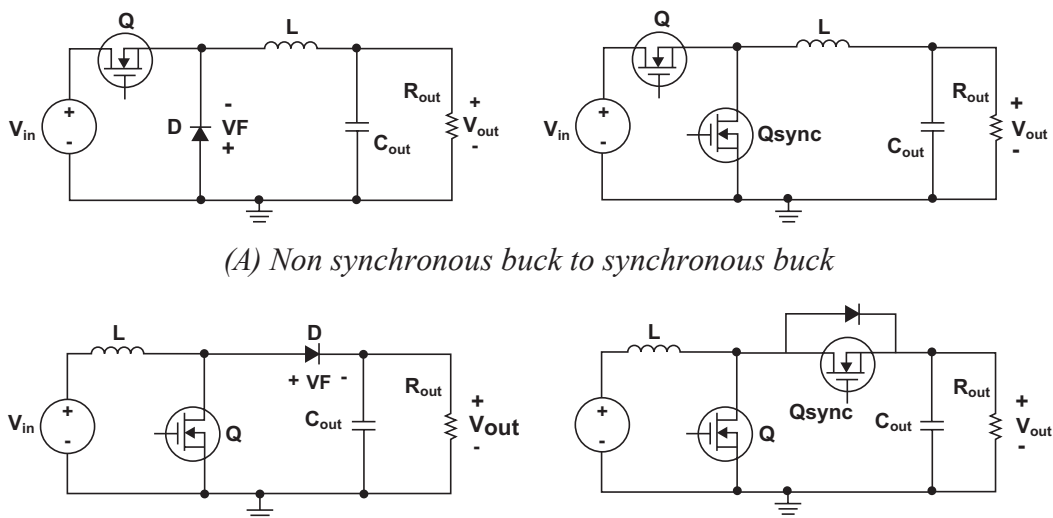 Q
L
V_in
+
-
D
-
VF
+
C_out
R_out
+
V_out
-
Q
L
V_in
+
-
Qsync
C_out
R_out
+
V_out
-
(A) Non synchronous buck to synchronous buck
L
D
V_in
+
-
+ VF -
Q
C_out
R_out
+
V_out
-
L
+
-
Q
Qsync
C_out
R_out
+
V_out
-